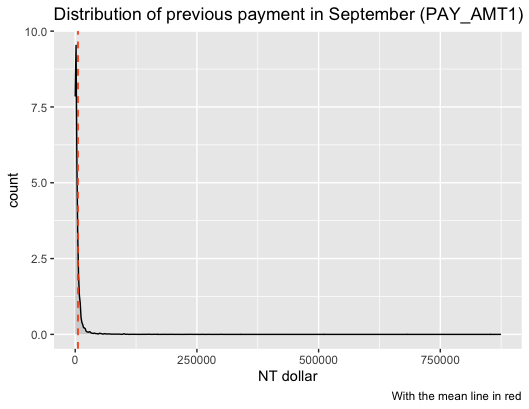 Distribution of previous payment in September (PAY_AMT1)
10.0
7.5
5.0
2.5
0.0
count
0 250000 500000 750000
NT dollar
With the mean line in red